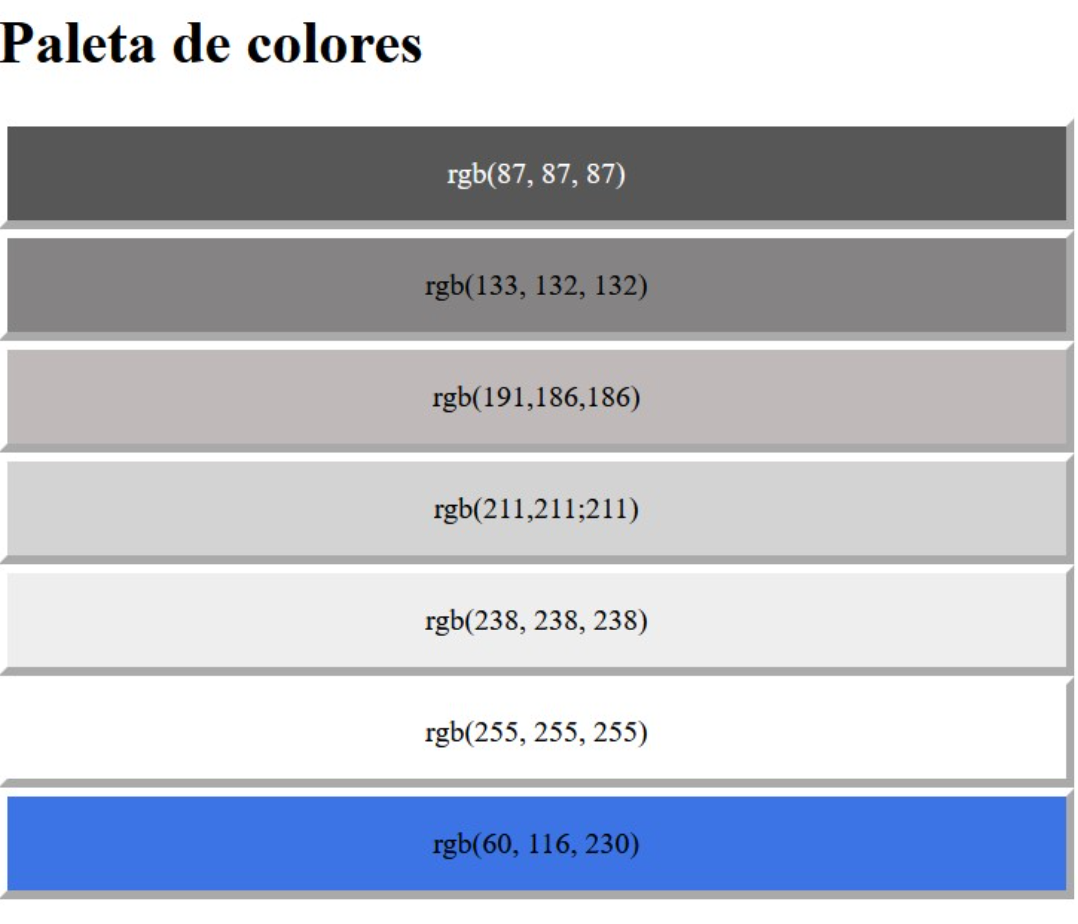 Paleta de colores
rgb(87, 87, 87)
rgb(133, 132, 132)
rgb(191,186,186)
rgb(211,211;211)
rgb(238, 238, 238)
rgb(255, 255, 255)
rgb(60, 116, 230)